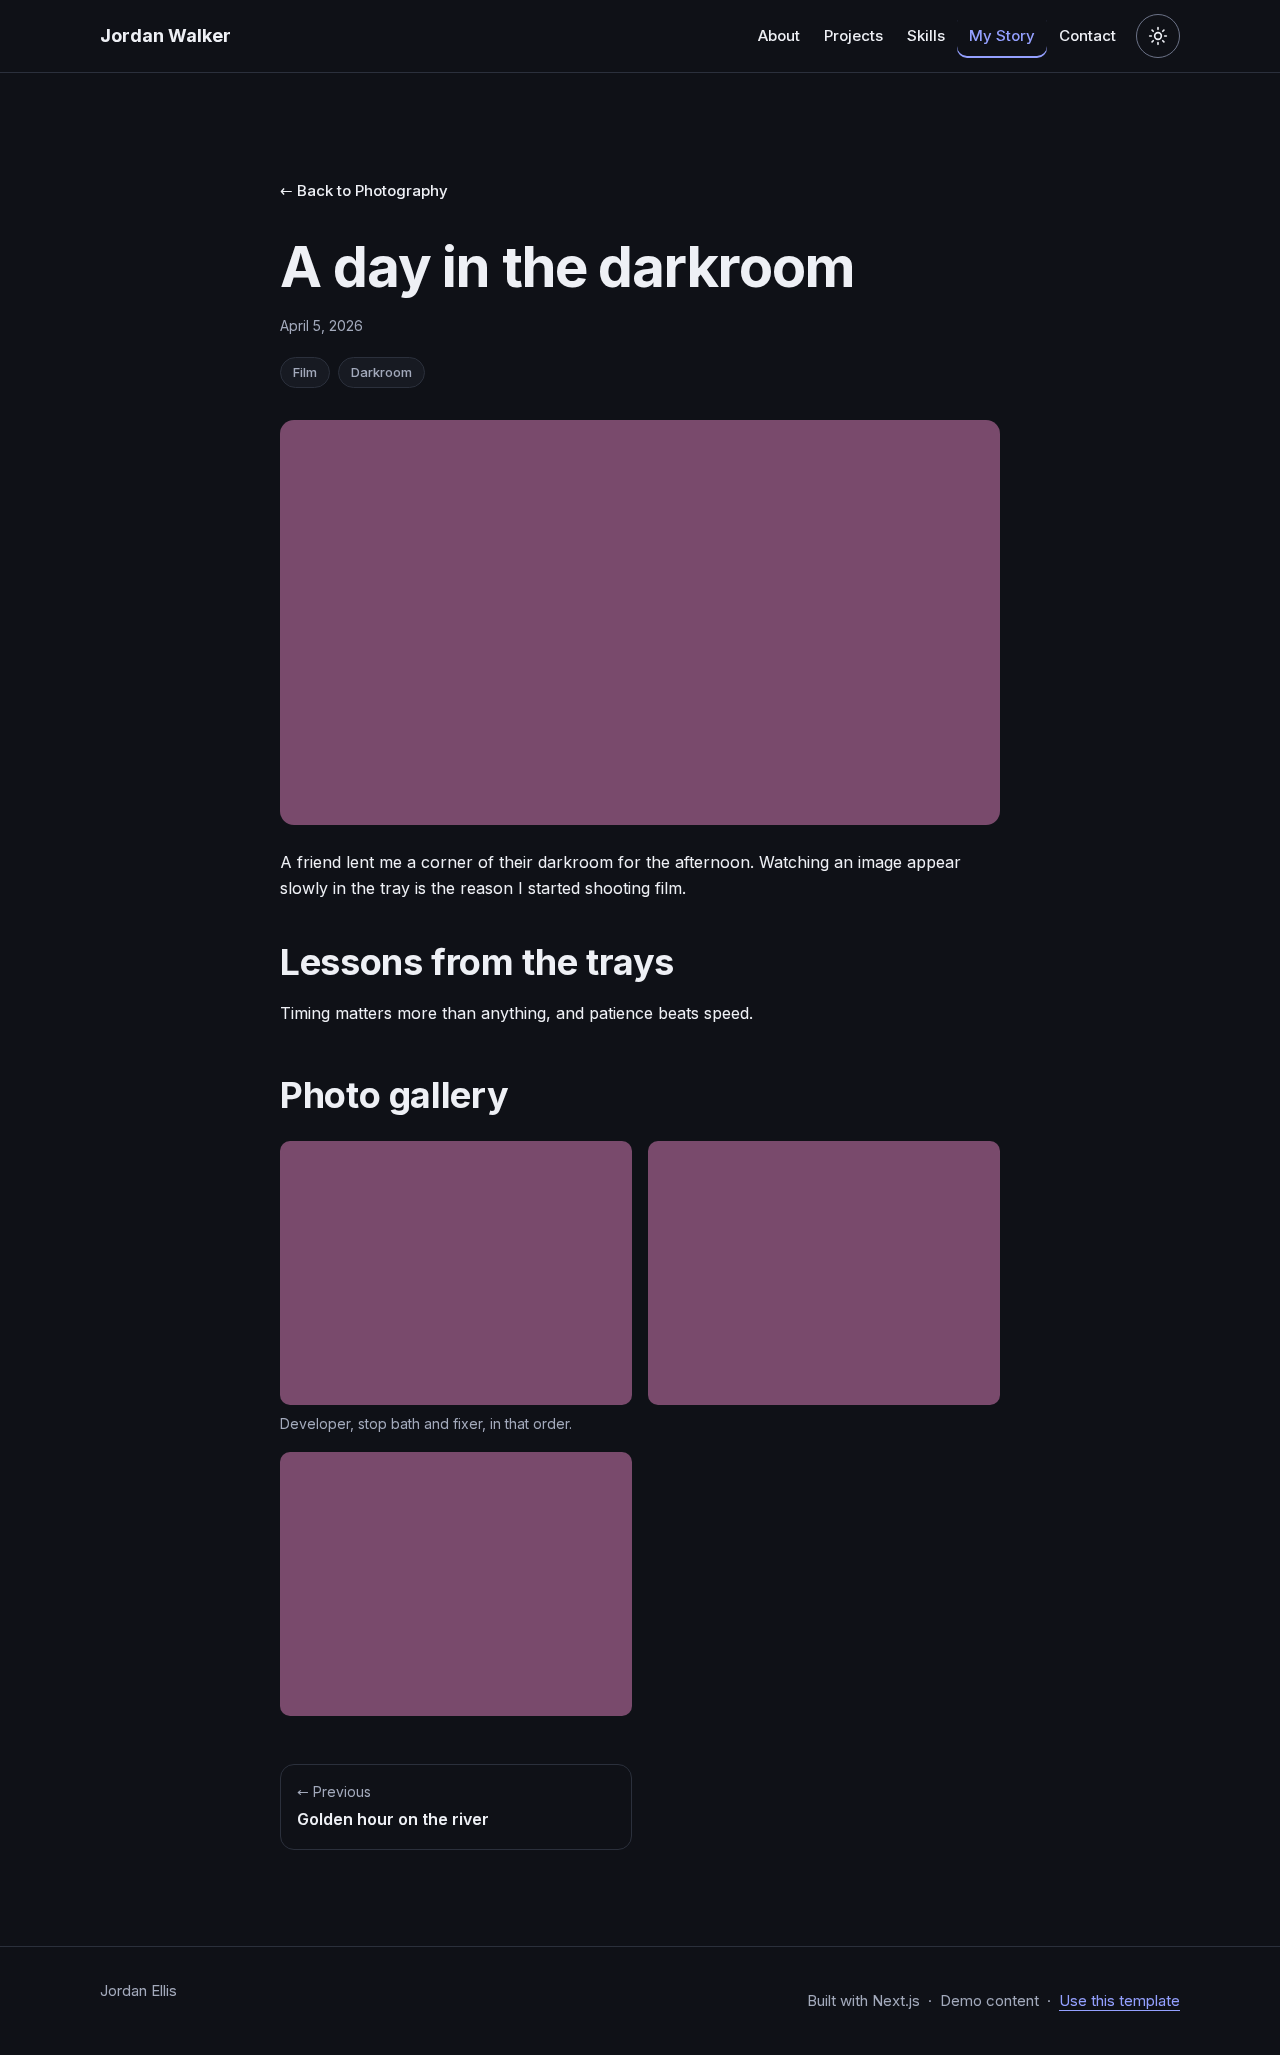 Jordan Walker
About
Projects
Skills
My Story
Contact
← Back to Photography
A day in the darkroom
April 5, 2026
Film
Darkroom
A friend lent me a corner of their darkroom for the afternoon. Watching an image appear
slowly in the tray is the reason I started shooting film.
Lessons from the trays
Timing matters more than anything, and patience beats speed.
Photo gallery
Developer, stop bath and fixer, in that order.
← Previous
Golden hour on the river
Jordan Ellis
Built with Next.js · Demo content · Use this template